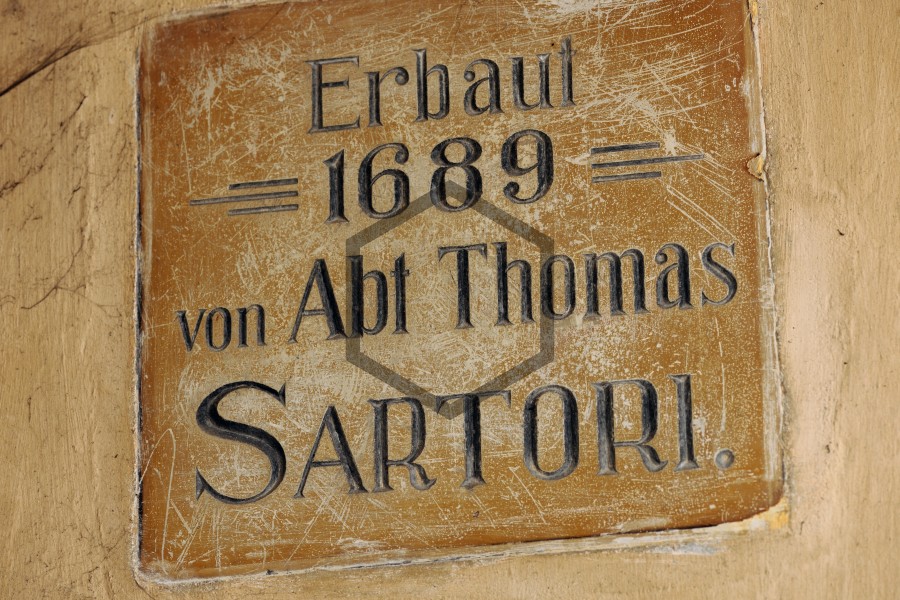 Erbaut
1689
von Abt Thomas
SARTORI.